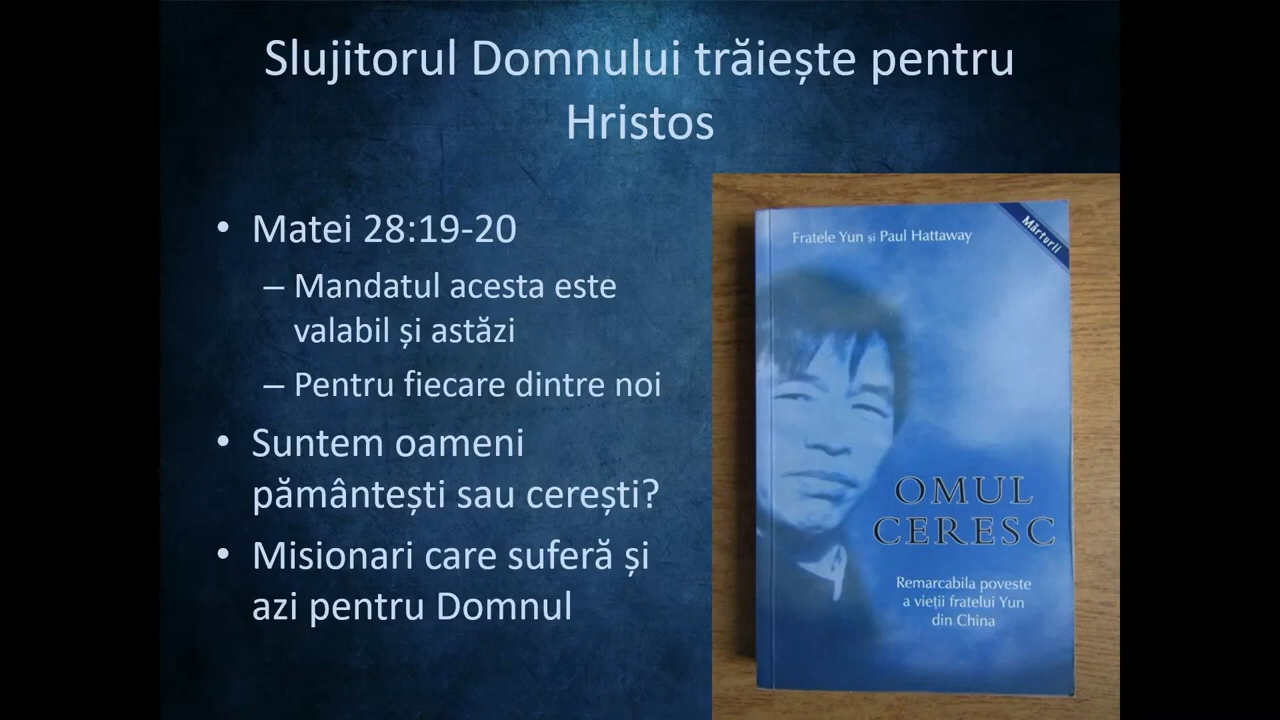 Slujitorul Domnului trăiește pentru
Hristos
• Matei 28:19-20
– Mandatul acesta este
valabil și astăzi
– Pentru fiecare dintre noi
• Suntem oameni
pământești sau cerești?
• Misionari care suferă și
azi pentru Domnul
Fratele Yun și Paul Hattaway
Mărturii
OMUL
CERESC
Remarcabila poveste
a vieții fratelui Yun
din China